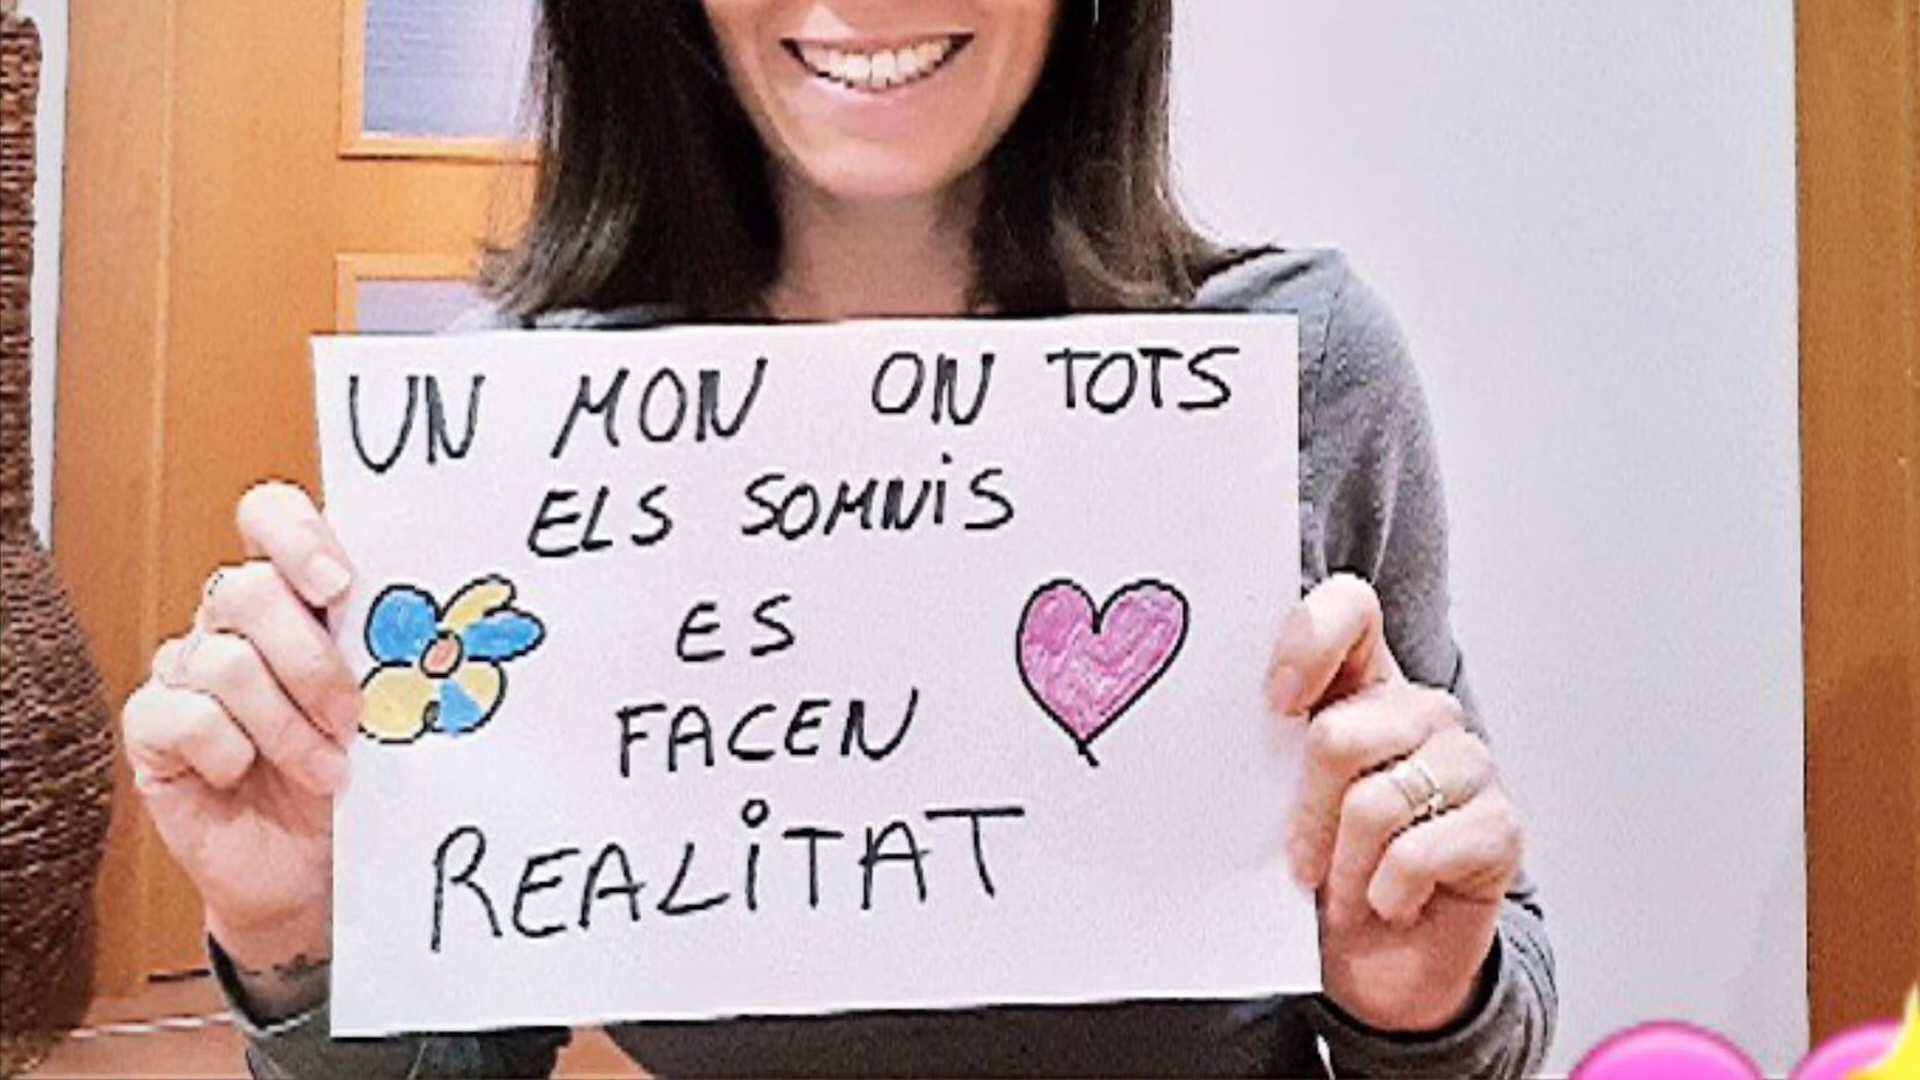 UN MON ON TOTS
ELS SOMNiS
ES
FACEN
REALiTAT